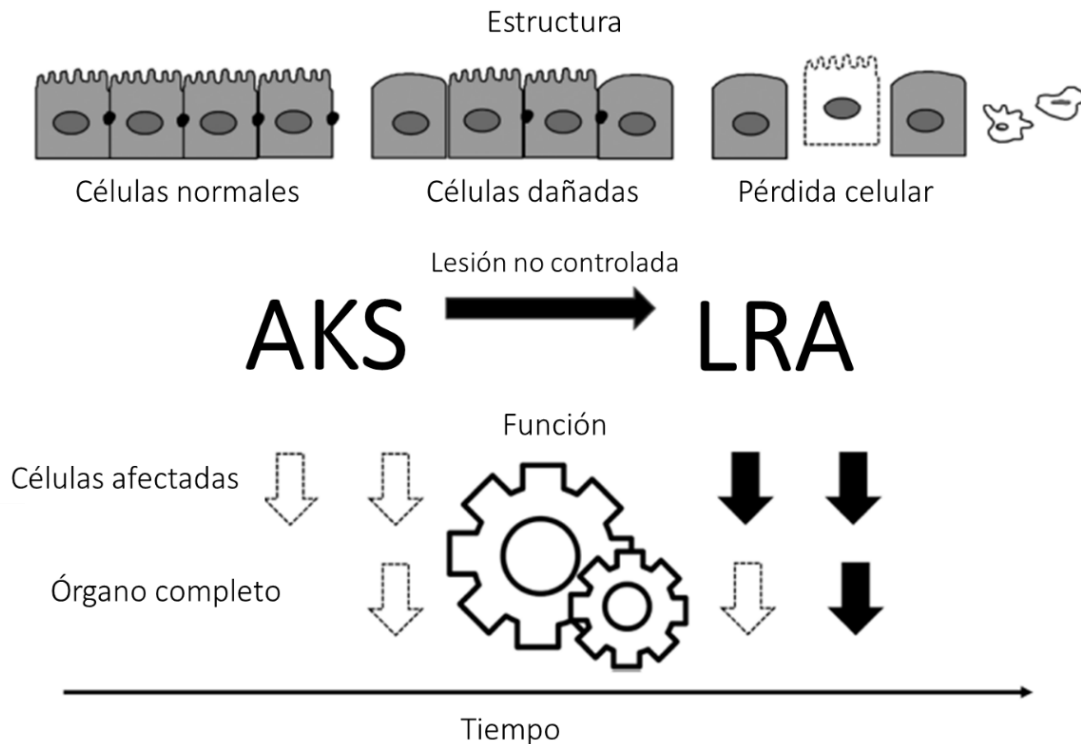 Estructura
Células normales
Células dañadas
Pérdida celular
Lesión no controlada
AKS
LRA
Función
Células afectadas
Órgano completo
Tiempo